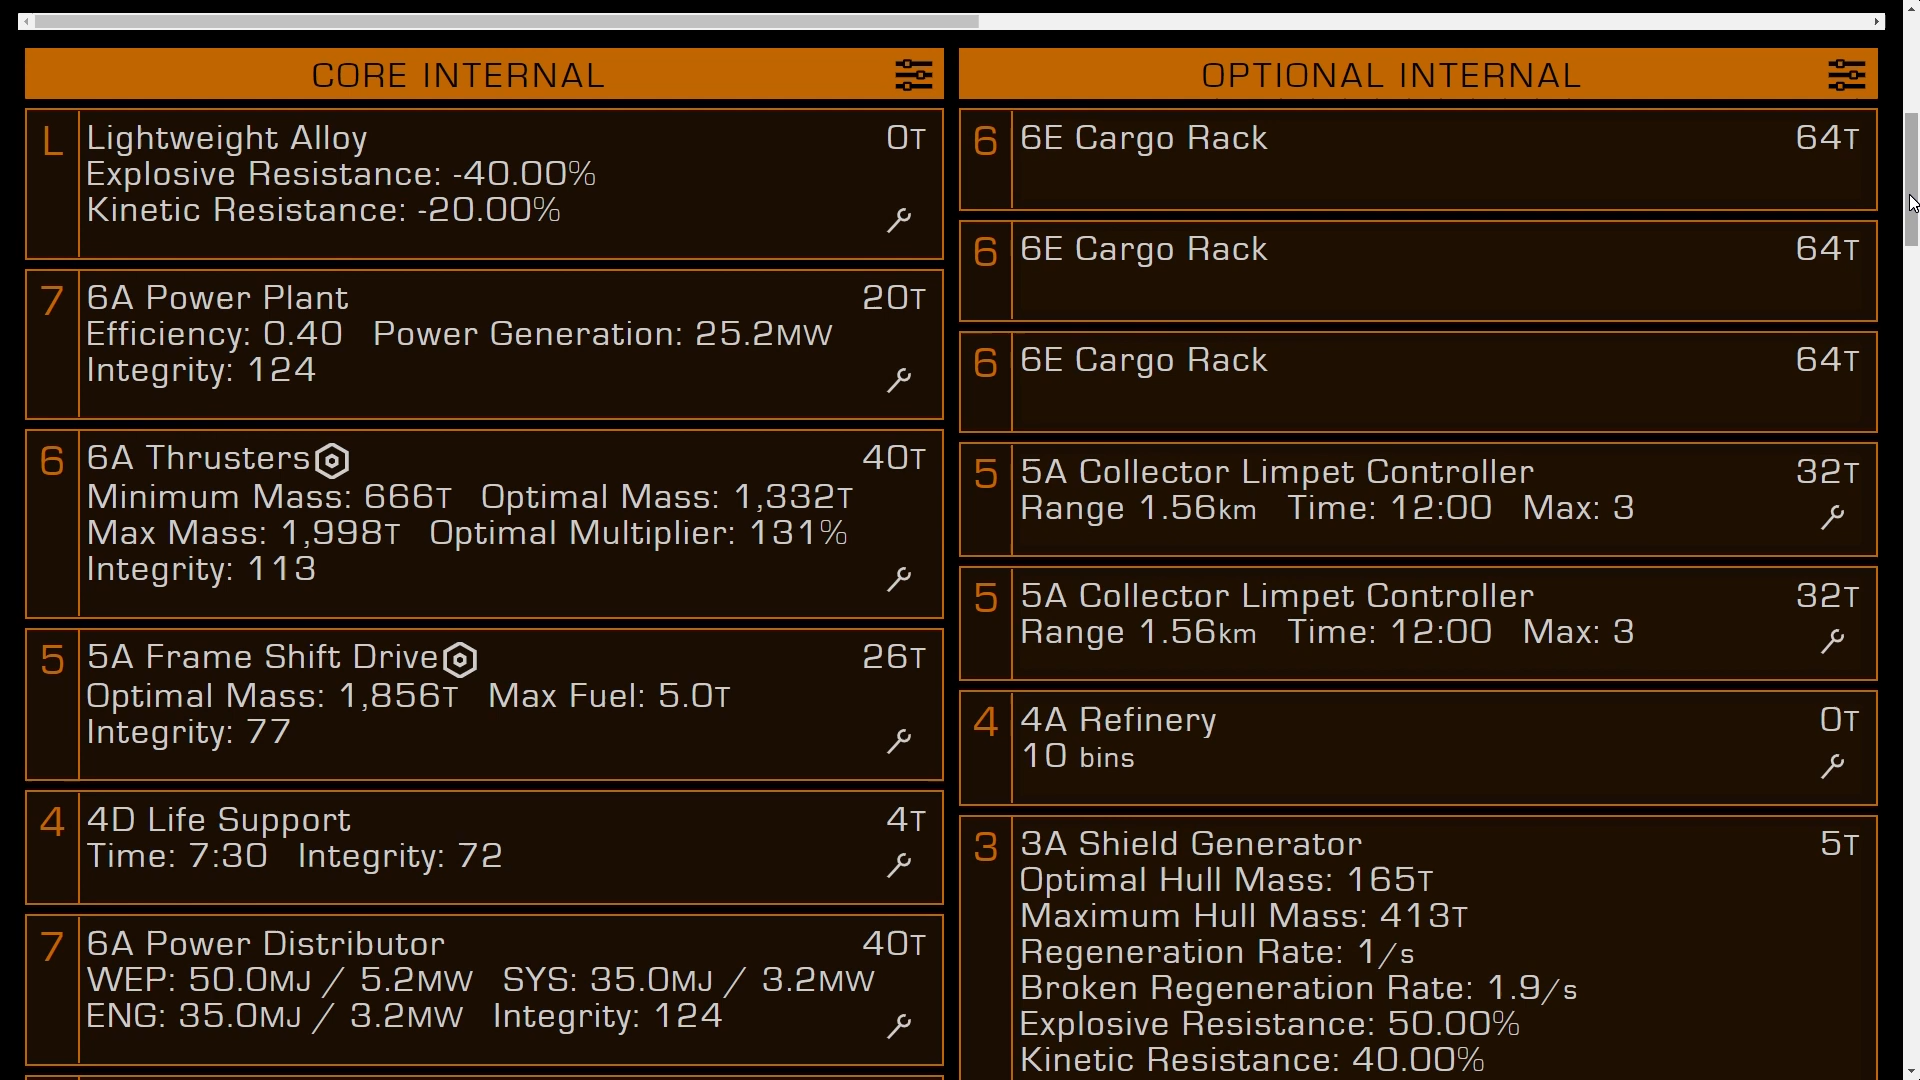 CORE INTERNAL
L Lightweight Alloy 0T
Explosive Resistance: -40.00%
Kinetic Resistance: -20.00%
7 6A Power Plant 20T
Efficiency: 0.40 Power Generation: 25.2MW
Integrity: 124
6 6A Thrusters 40T
Minimum Mass: 666T Optimal Mass: 1,332T
Max Mass: 1,998T Optimal Multiplier: 131%
Integrity: 113
5 5A Frame Shift Drive 26T
Optimal Mass: 1,856T Max Fuel: 5.0T
Integrity: 77
4 4D Life Support 4T
Time: 7:30 Integrity: 72
7 6A Power Distributor 40T
WEP: 50.0MJ / 5.2MW SYS: 35.0MJ / 3.2MW
ENG: 35.0MJ / 3.2MW Integrity: 124
OPTIONAL INTERNAL
6 6E Cargo Rack 64T
6 6E Cargo Rack 64T
6 6E Cargo Rack 64T
5 5A Collector Limpet Controller 32T
Range 1.56km Time: 12:00 Max: 3
5 5A Collector Limpet Controller 32T
Range 1.56km Time: 12:00 Max: 3
4 4A Refinery 0T
10 bins
3 3A Shield Generator 5T
Optimal Hull Mass: 165T
Maximum Hull Mass: 413T
Regeneration Rate: 1/s
Broken Regeneration Rate: 1.9/s
Explosive Resistance: 50.00%
Kinetic Resistance: 40.00%